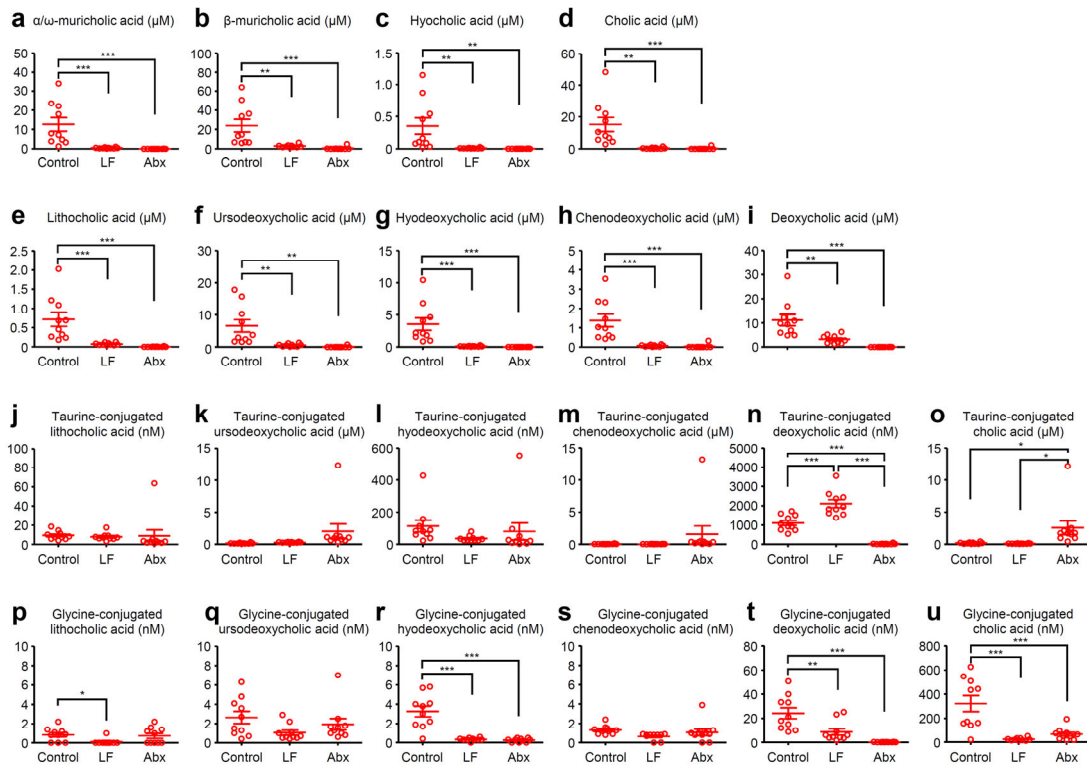 a α/ω-muricholic acid (µM) b β-muricholic acid (µM) c Hyocholic acid (µM) d Cholic acid (µM)
50 100 1.5 60
40 80
30 60 1.0 40
20 40
10 20 0.5 20
0 0 0 0
*** *** *** ** ** ** *** **
Control LF Abx Control LF Abx Control LF Abx Control LF Abx
e Lithocholic acid (µM) f Ursodeoxycholic acid (µM) g Hyodeoxycholic acid (µM) h Chenodeoxycholic acid (µM) i Deoxycholic acid (µM)
2.5 30 15 6 40
2.0 5
1.5 20 10 4 30
1.0 3 20
0.5 10 5 2 10
0 0 0 1 0
0
*** *** ** ** *** *** *** *** *** **
Control LF Abx Control LF Abx Control LF Abx Control LF Abx Control LF Abx
j Taurine-conjugated k Taurine-conjugated l Taurine-conjugated m Taurine-conjugated n Taurine-conjugated o Taurine-conjugated
lithocholic acid (nM) ursodeoxycholic acid (µM) hyodeoxycholic acid (nM) chenodeoxycholic acid (µM) deoxycholic acid (nM) cholic acid (µM)
100 15 600 15 5000 15
80 4000
60 10 400 10 3000 10
40 2000
20 5 200 5 1000 5
0 0 0 0 0 0
*** *** *** * *
Control LF Abx Control LF Abx Control LF Abx Control LF Abx Control LF Abx Control LF Abx
p Glycine-conjugated q Glycine-conjugated r Glycine-conjugated s Glycine-conjugated t Glycine-conjugated u Glycine-conjugated
lithocholic acid (nM) ursodeoxycholic acid (nM) hyodeoxycholic acid (nM) chenodeoxycholic acid (nM) deoxycholic acid (nM) cholic acid (nM)
10 10 10 10 100 800
8 8 8 8 80
6 6 6 6 60 600
4 4 4 4 40 400
2 2 2 2 20 200
0 0 0 0 0 0
* *** *** *** ** *** ***
Control LF Abx Control LF Abx Control LF Abx Control LF Abx Control LF Abx Control LF Abx